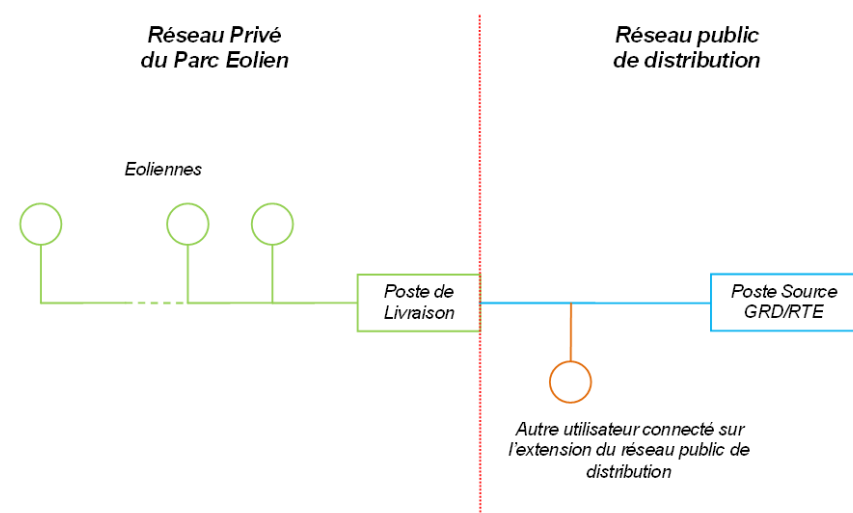 Réseau Privé
du Parc Eolien
Réseau public
de distribution
Eoliennes
Poste de
Livraison
Poste Source
GRD/RTE
Autre utilisateur connecté sur
l'extension du réseau public de
distribution